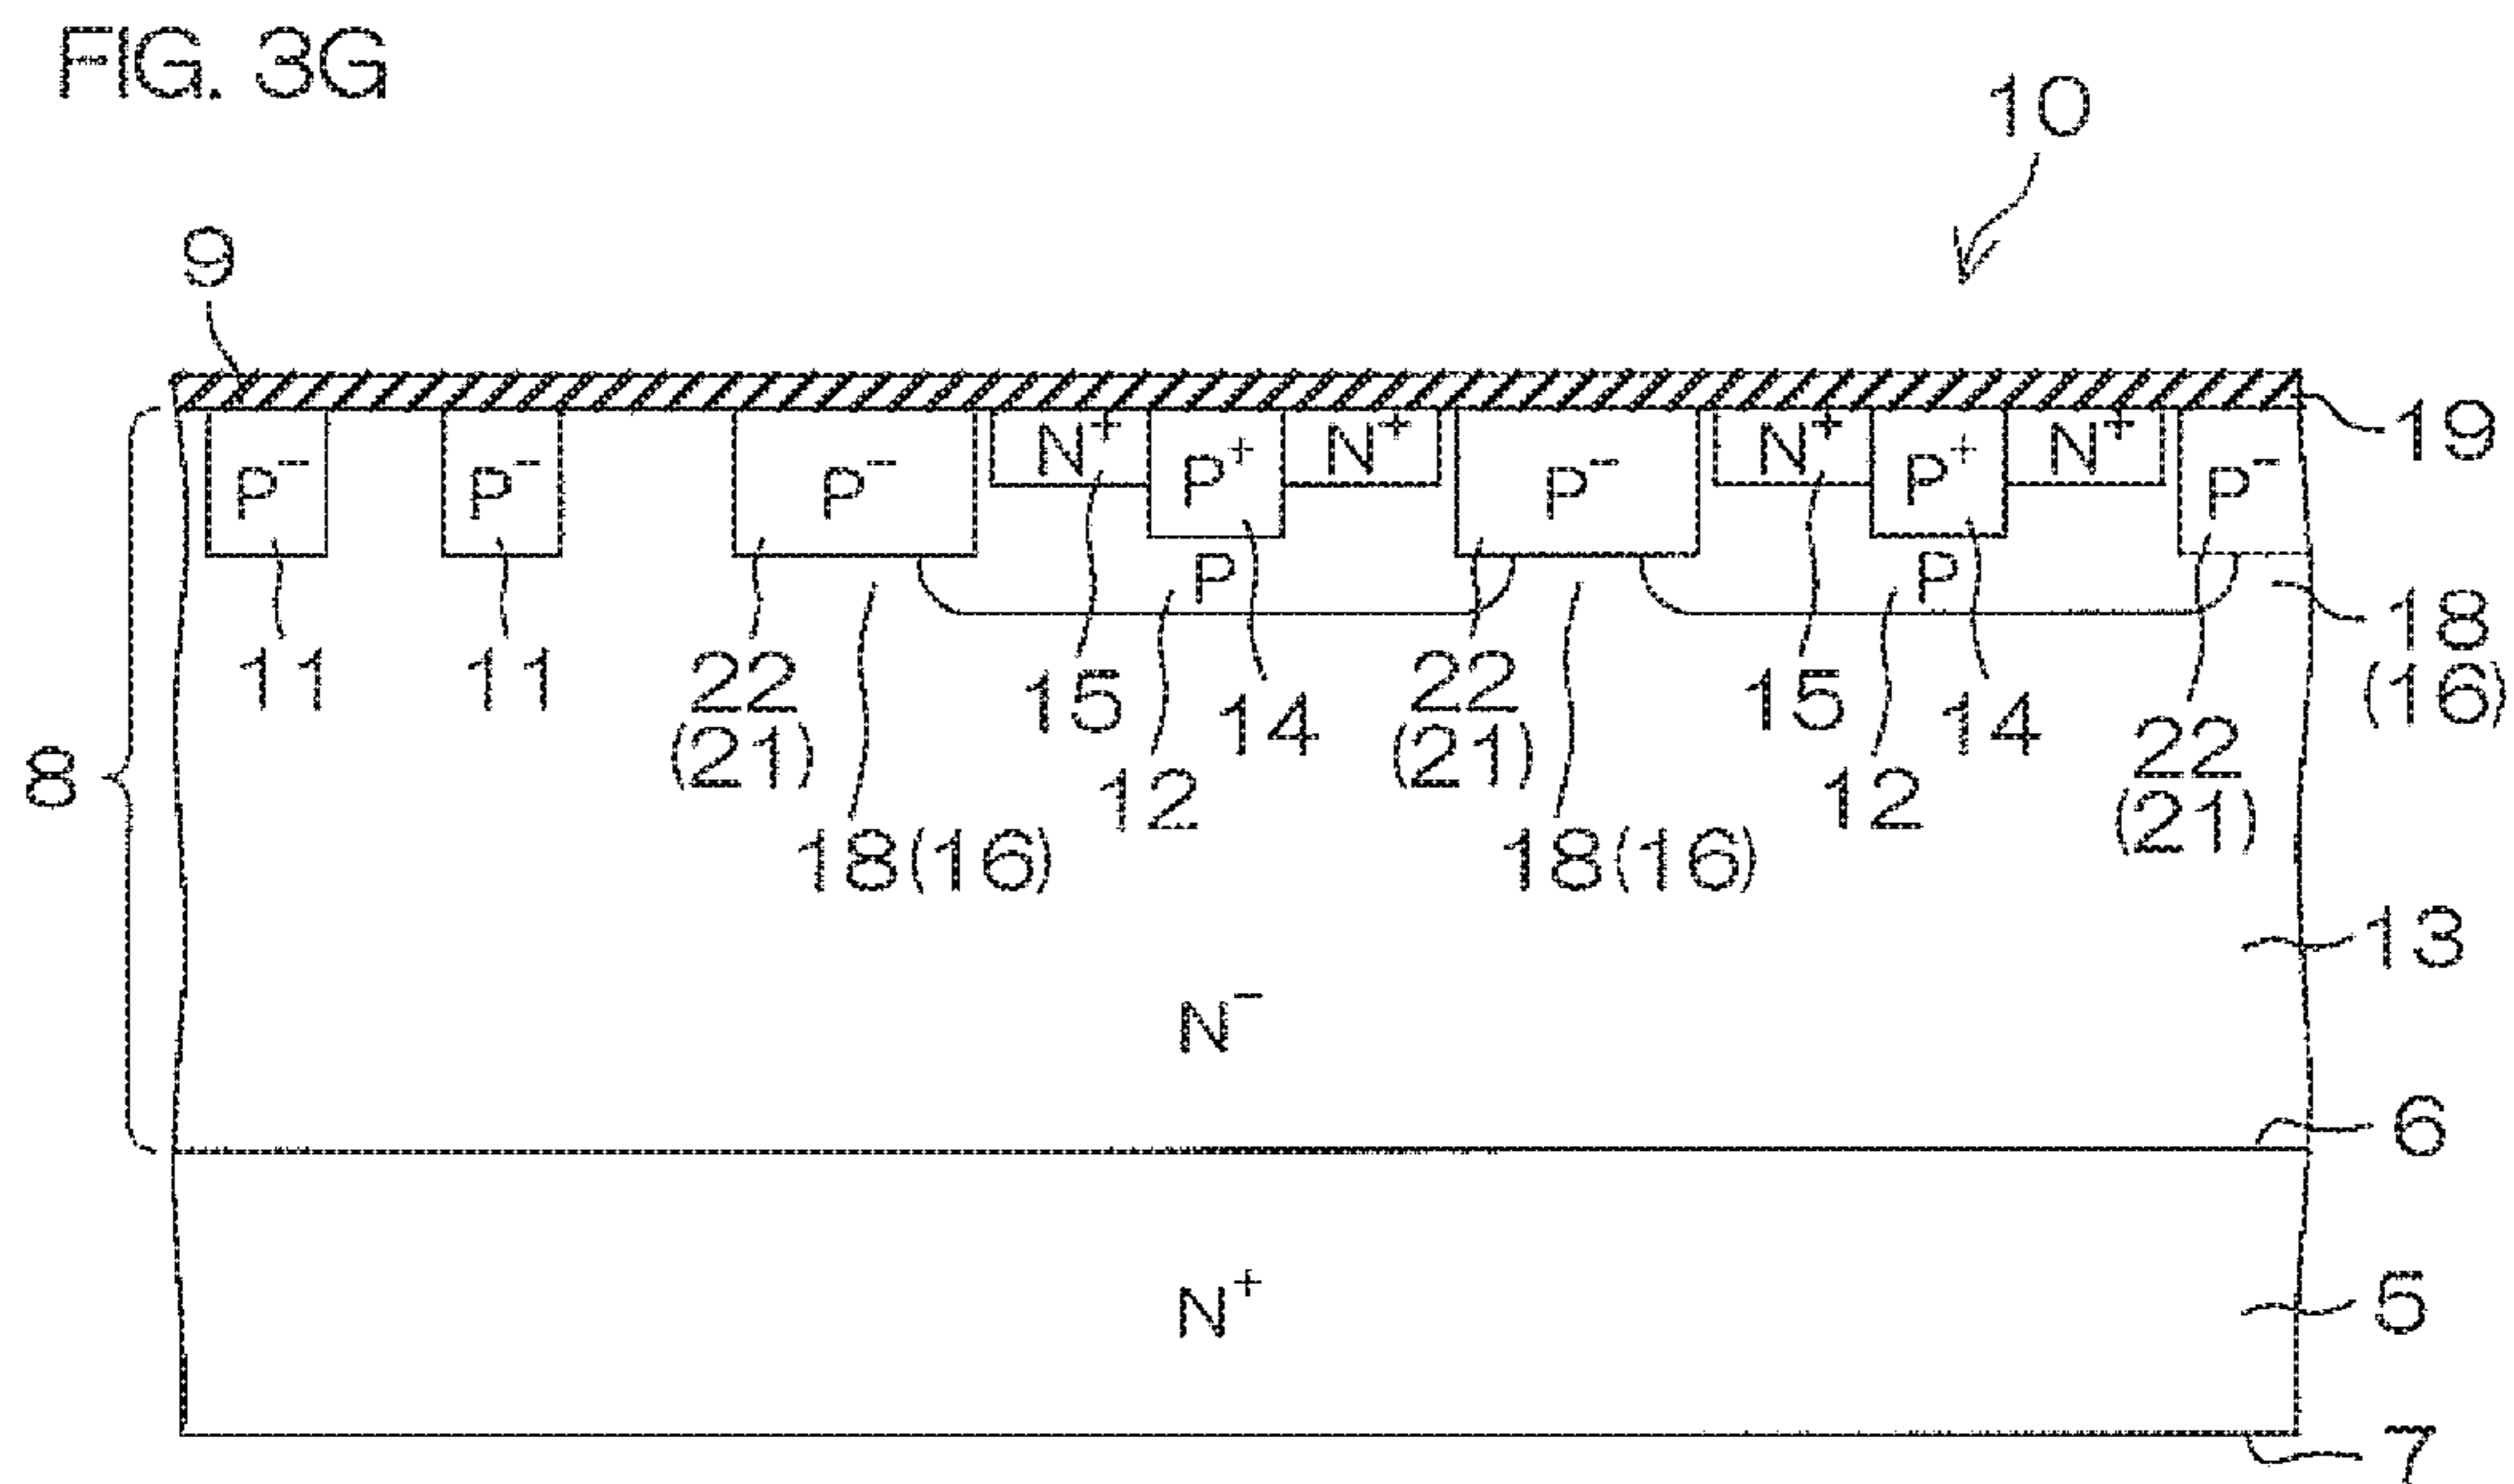 FIG. 3G
10
9
19
P⁻ P⁻ P⁻ N⁺ P⁺ N⁺ P⁻ N⁺ P⁺ N⁺ P⁻
P P
11 11 22 (21) 15 14 22 (21) 15 14 18 (16)
12 12 22 (21)
8
18(16) 18(16)
13
N⁻
6
N⁺
5
7